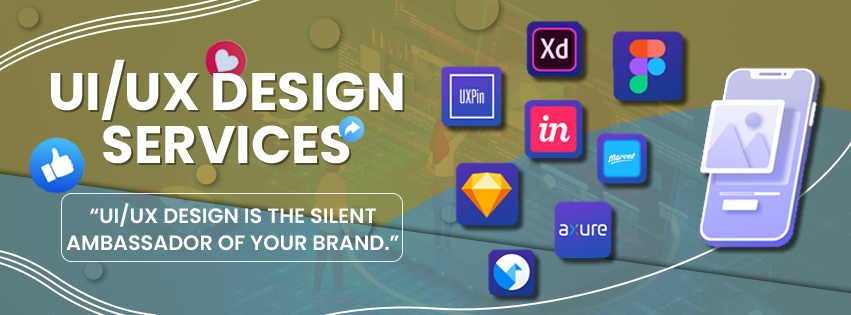 UI/UX DESIGN
SERVICES
“UI/UX DESIGN IS THE SILENT
AMBASSADOR OF YOUR BRAND.”
Xd
UXPin
in
Marvel
axure